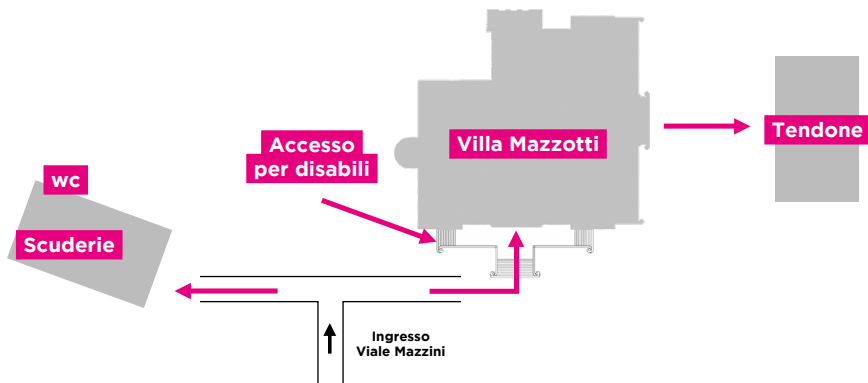 Accesso
per disabili
Villa Mazzotti
Tendone
wc
Scuderie
Ingresso
Viale Mazzini